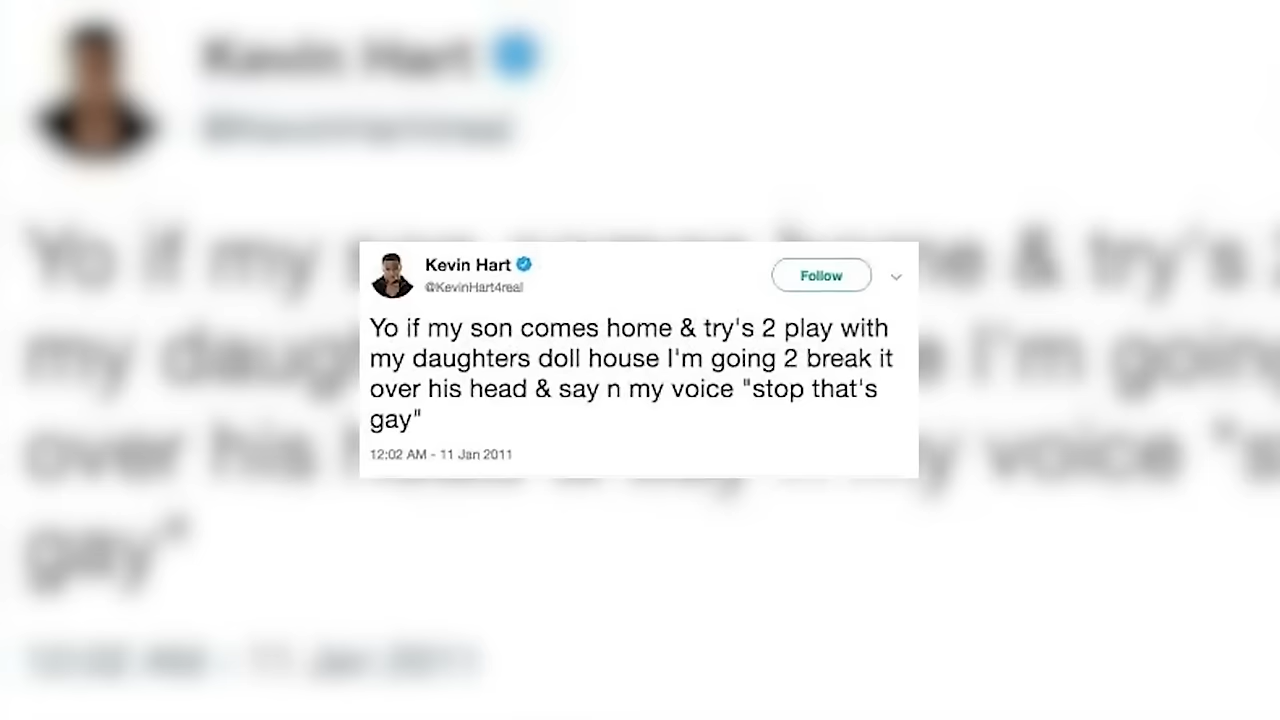 Kevin Hart
@KevinHart4real
Follow
Yo if my son comes home & try's 2 play with
my daughters doll house I'm going 2 break it
over his head & say n my voice "stop that's
gay"
12:02 AM - 11 Jan 2011